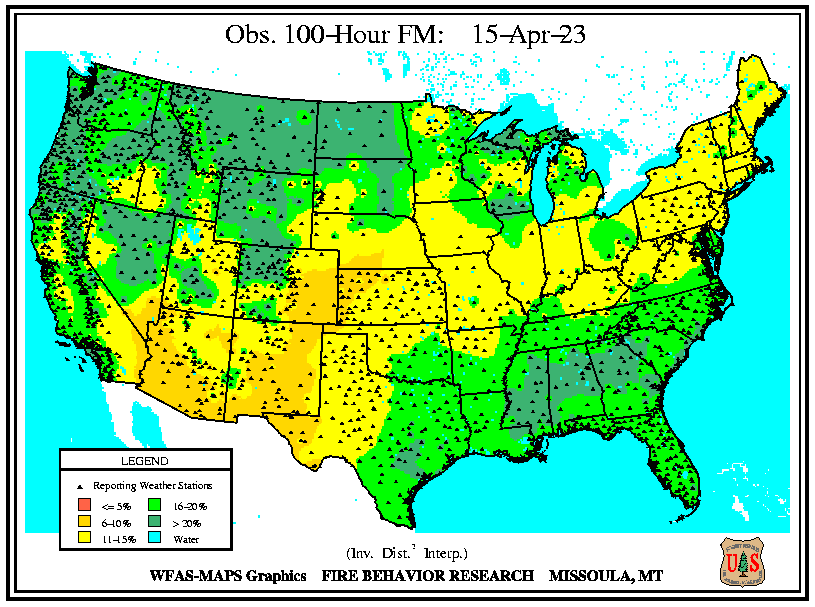 Obs. 100-Hour FM: 15-Apr-23
LEGEND
Reporting Weather Stations
<= 5% 16-20%
6-10% > 20%
11-15% Water
(Inv. Dist.² Interp.)
WFAS-MAPS Graphics FIRE BEHAVIOR RESEARCH MISSOULA, MT
U S